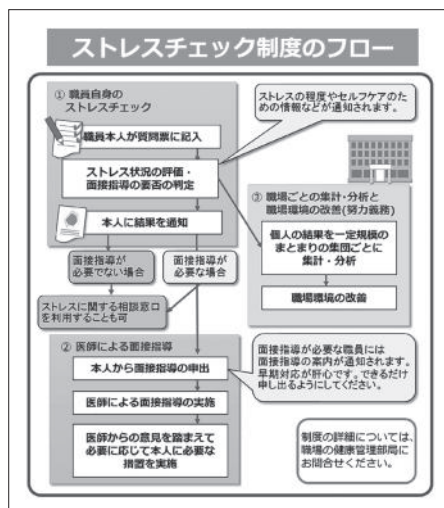 ストレスチェック制度のフロー
① 職員自身の
ストレスチェック
職員本人が質問票に記入
ストレス状況の評価・
面接指導の要否の判定
本人に結果を通知
ストレスの程度やセルフケアのた
めの情報などが通知されます。
面接指導が
必要でない場合
面接指導が
必要な場合
ストレスに関する相談窓口
を利用することも可
③ 職場ごとの集計・分析と
職場環境の改善(努力義務)
個人の結果を一定規模の
まとまりの集団ごとに
集計・分析
職場環境の改善
② 医師による面接指導
本人から面接指導の申出
医師による面接指導の実施
医師からの意見を踏まえて
必要に応じて本人に必要な
措置を実施
面接指導が必要な職員には
面接指導の案内が通知されます。
早期対応が肝心です。できるだけ
申し出るようにしてください。
制度の詳細については、
職場の健康管理部局に
お問合せください。